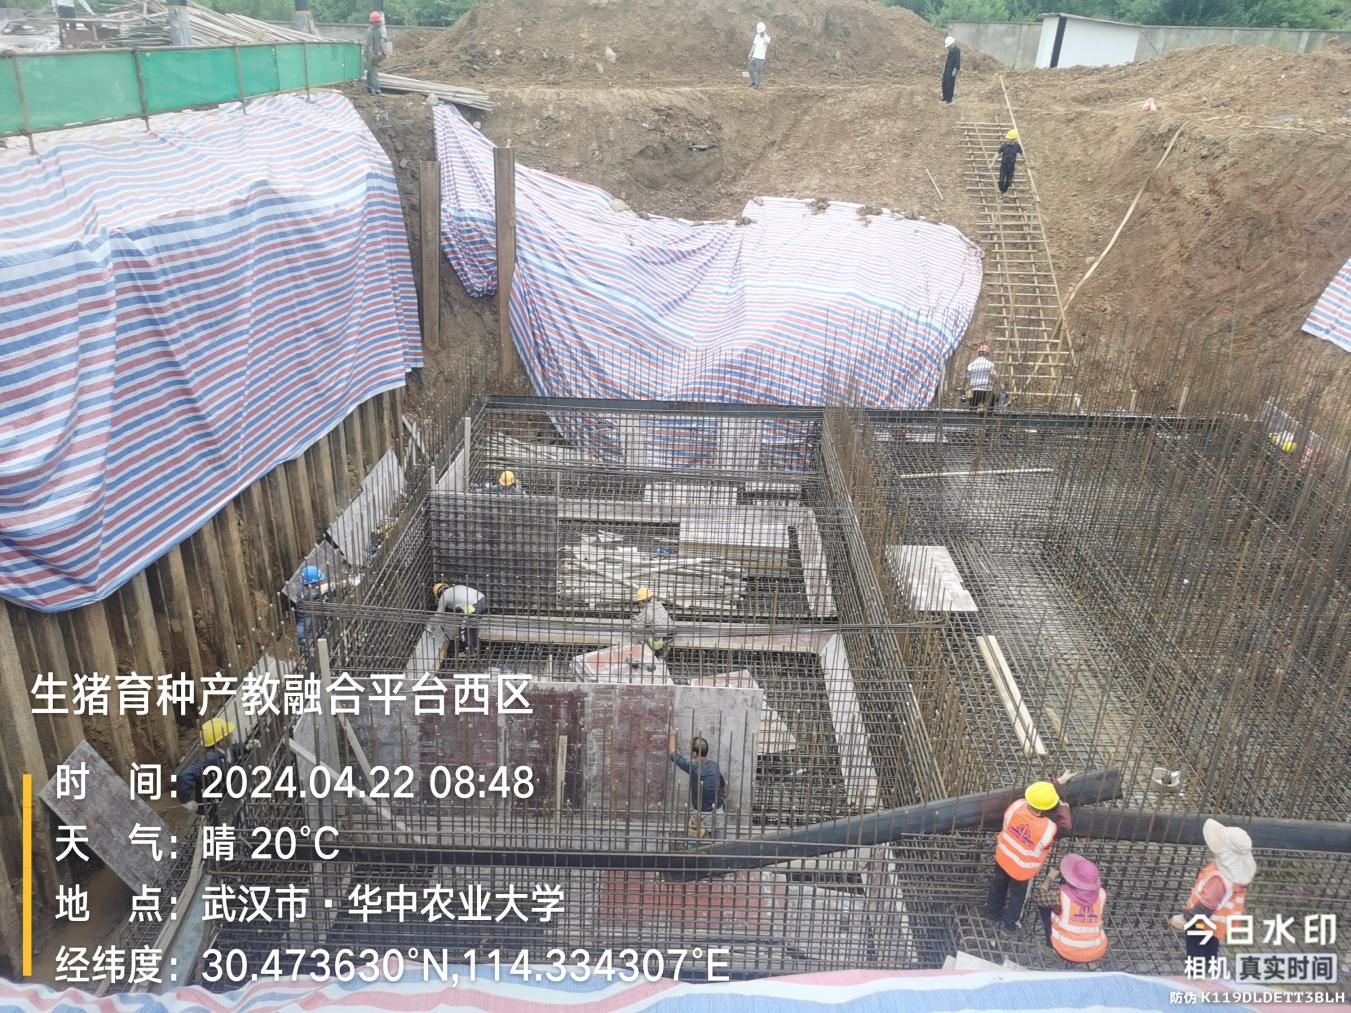 生猪育种产教融合平台西区
时 间：2024.04.22 08:48
天 气：晴 20℃
地 点：武汉市·华中农业大学
经纬度：30.473630°N,114.334307°E
今日水印
相机 真实时间
防伪 K119DLDETT3BLH